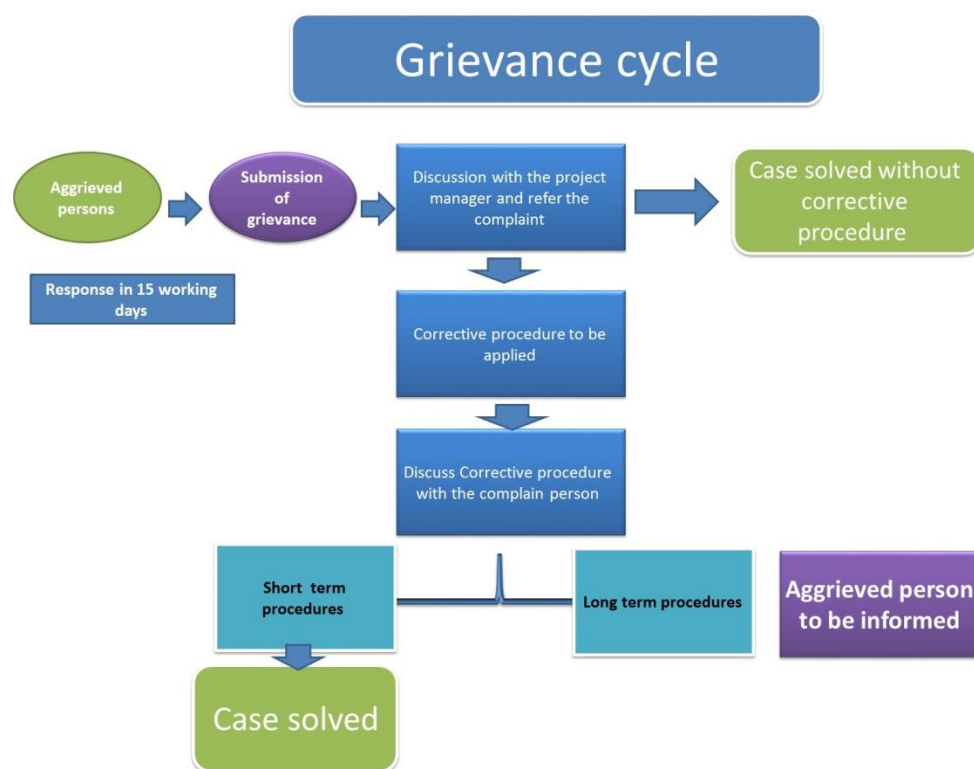 Grievance cycle
Aggrieved
persons
Submission
of
grievance
Discussion with the project
manager and refer the
complaint
Case solved without
corrective
procedure
Response in 15 working
days
Corrective procedure to be
applied
Discuss Corrective procedure
with the complain person
Short term
procedures
Long term procedures
Aggrieved person
to be informed
Case solved